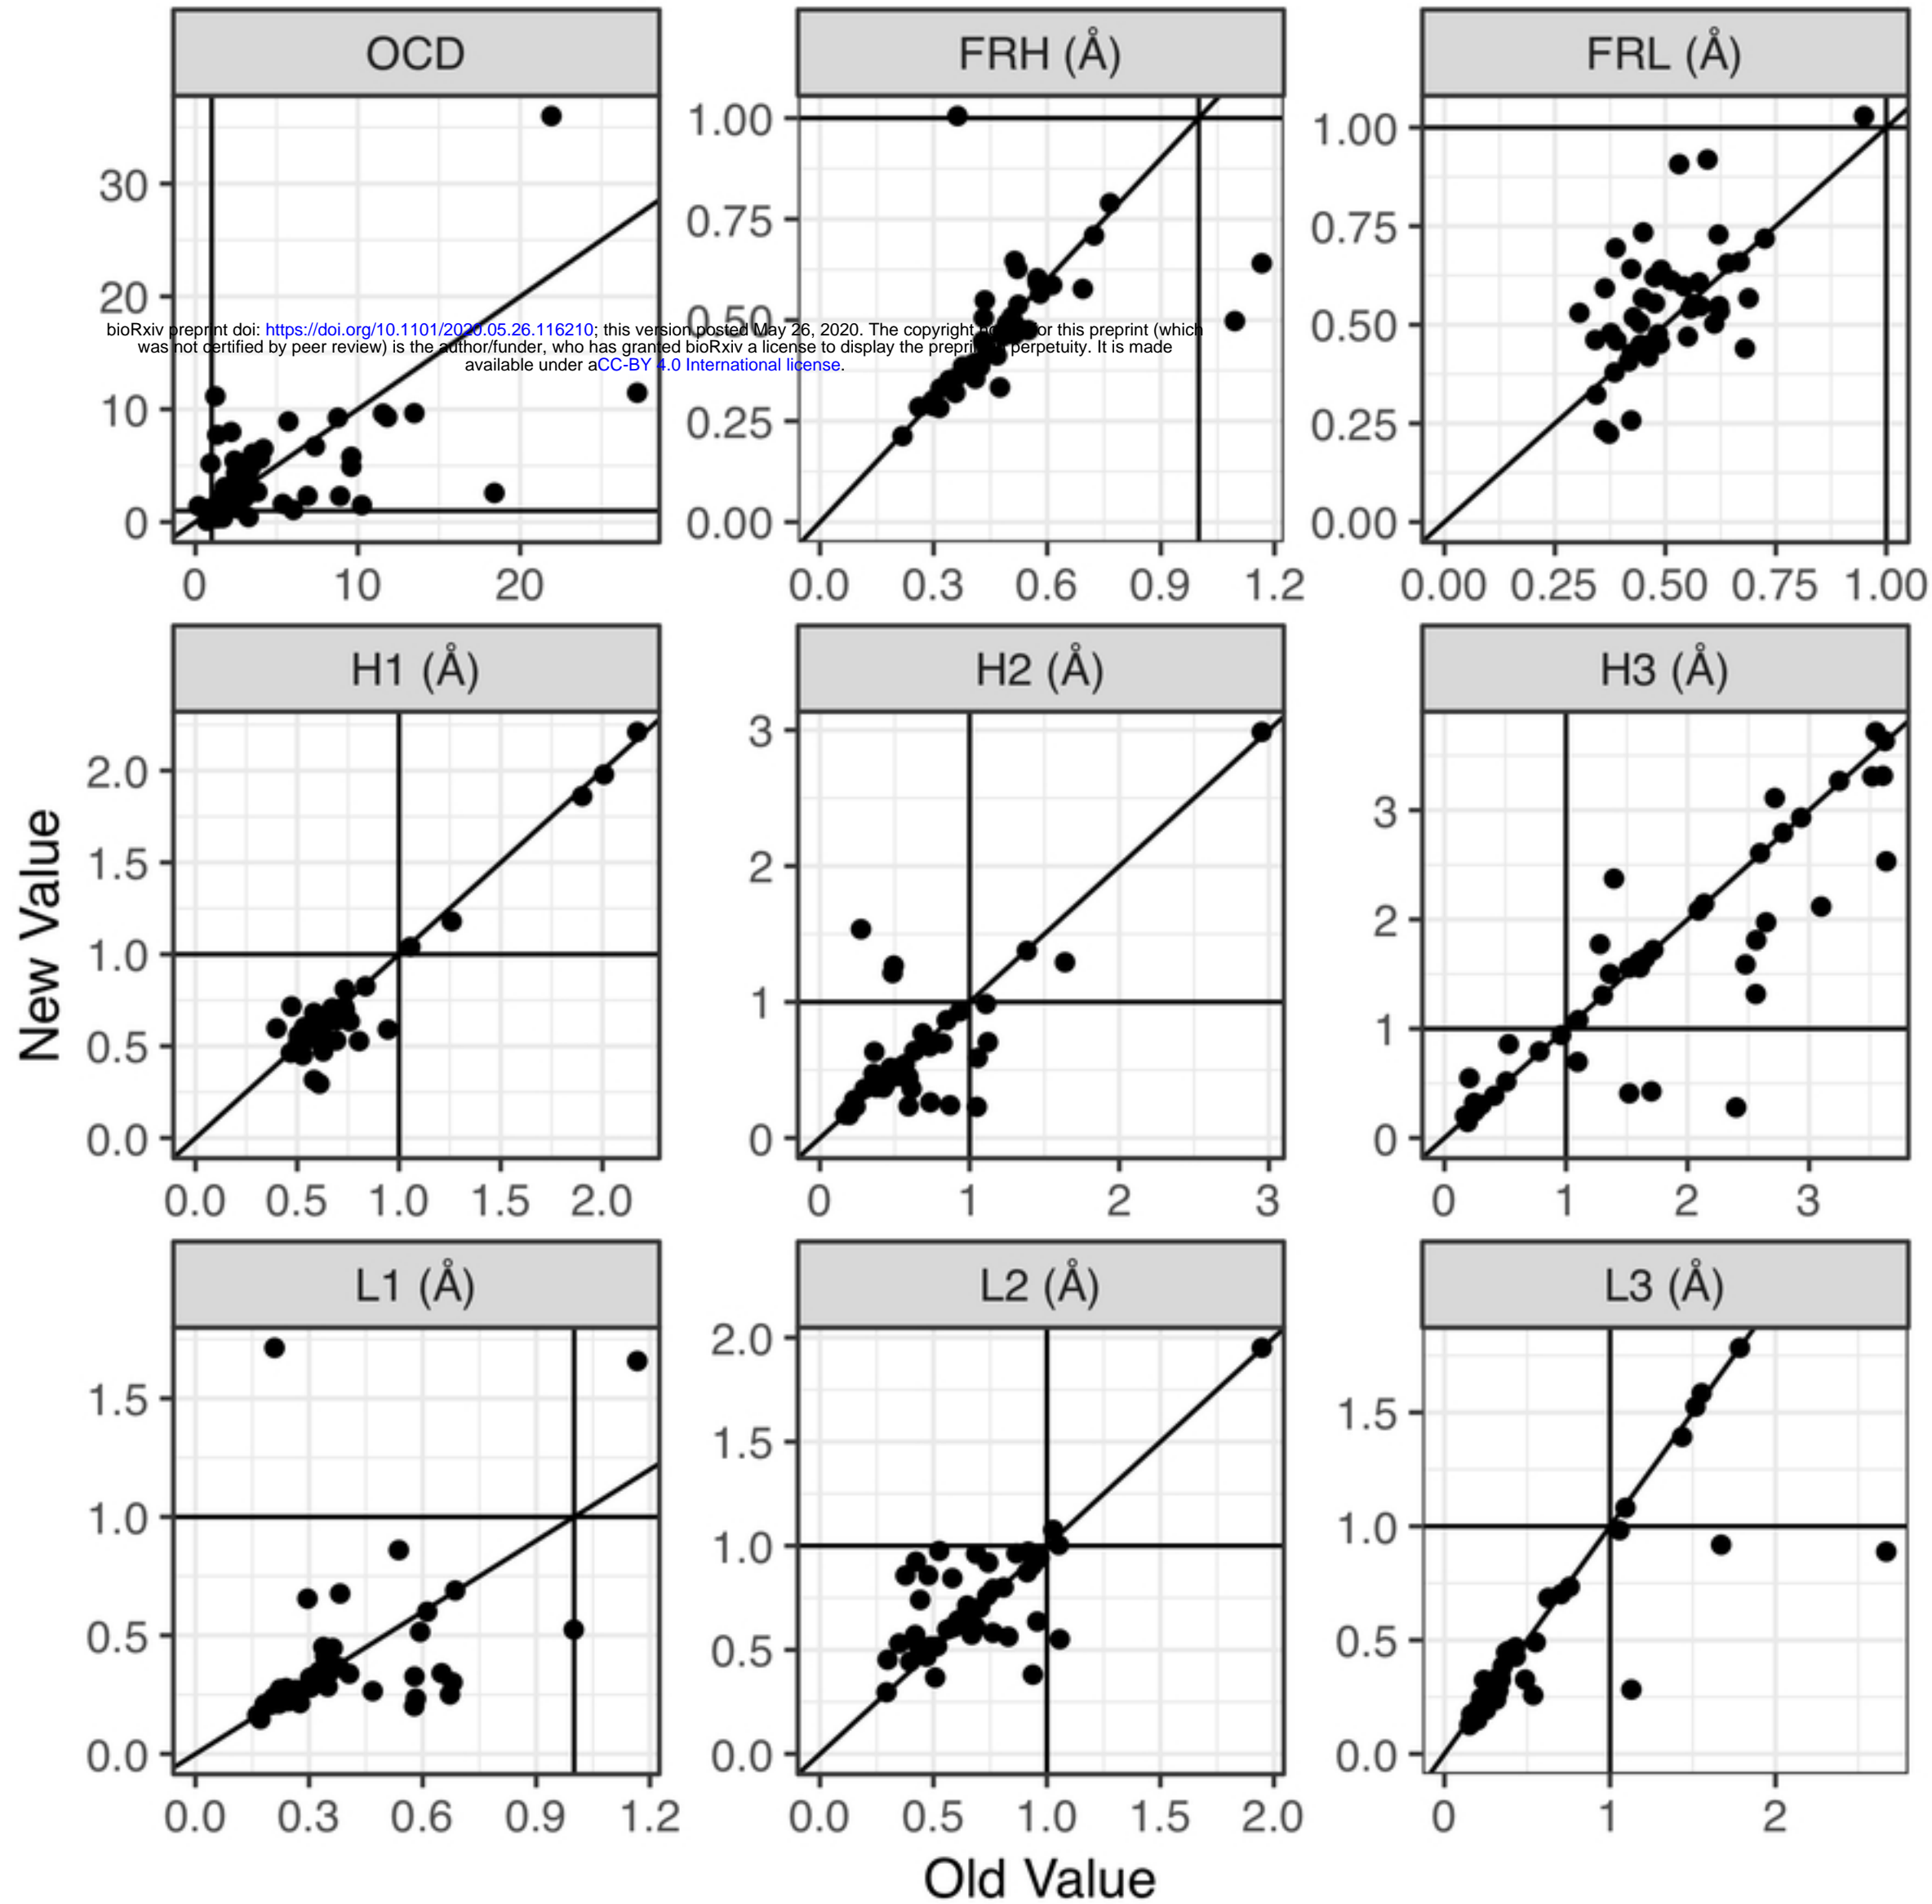 OCD
FRH (Å)
FRL (Å)
30
20
10
0
0 10 20
1.00
0.75
0.50
0.25
0.00
0.0 0.3 0.6 0.9 1.2
1.00
0.75
0.50
0.25
0.00
0.00 0.25 0.50 0.75 1.00
bioRxiv preprint doi: https://doi.org/10.1101/2020.05.26.116210; this version posted May 26, 2020. The copyright for this preprint (which
was not certified by peer review) is the author/funder, who has granted bioRxiv a license to display the preprint perpetuity. It is made
available under aCC-BY 4.0 International license.
H1 (Å)
H2 (Å)
H3 (Å)
New Value
2.0
1.5
1.0
0.5
0.0
0.0 0.5 1.0 1.5 2.0
3
2
1
0
0 1 2 3
3
2
1
0
0 1 2 3
L1 (Å)
L2 (Å)
L3 (Å)
1.5
1.0
0.5
0.0
0.0 0.3 0.6 0.9 1.2
2.0
1.5
1.0
0.5
0.0
0.0 0.5 1.0 1.5 2.0
1.5
1.0
0.5
0.0
0 1 2
Old Value